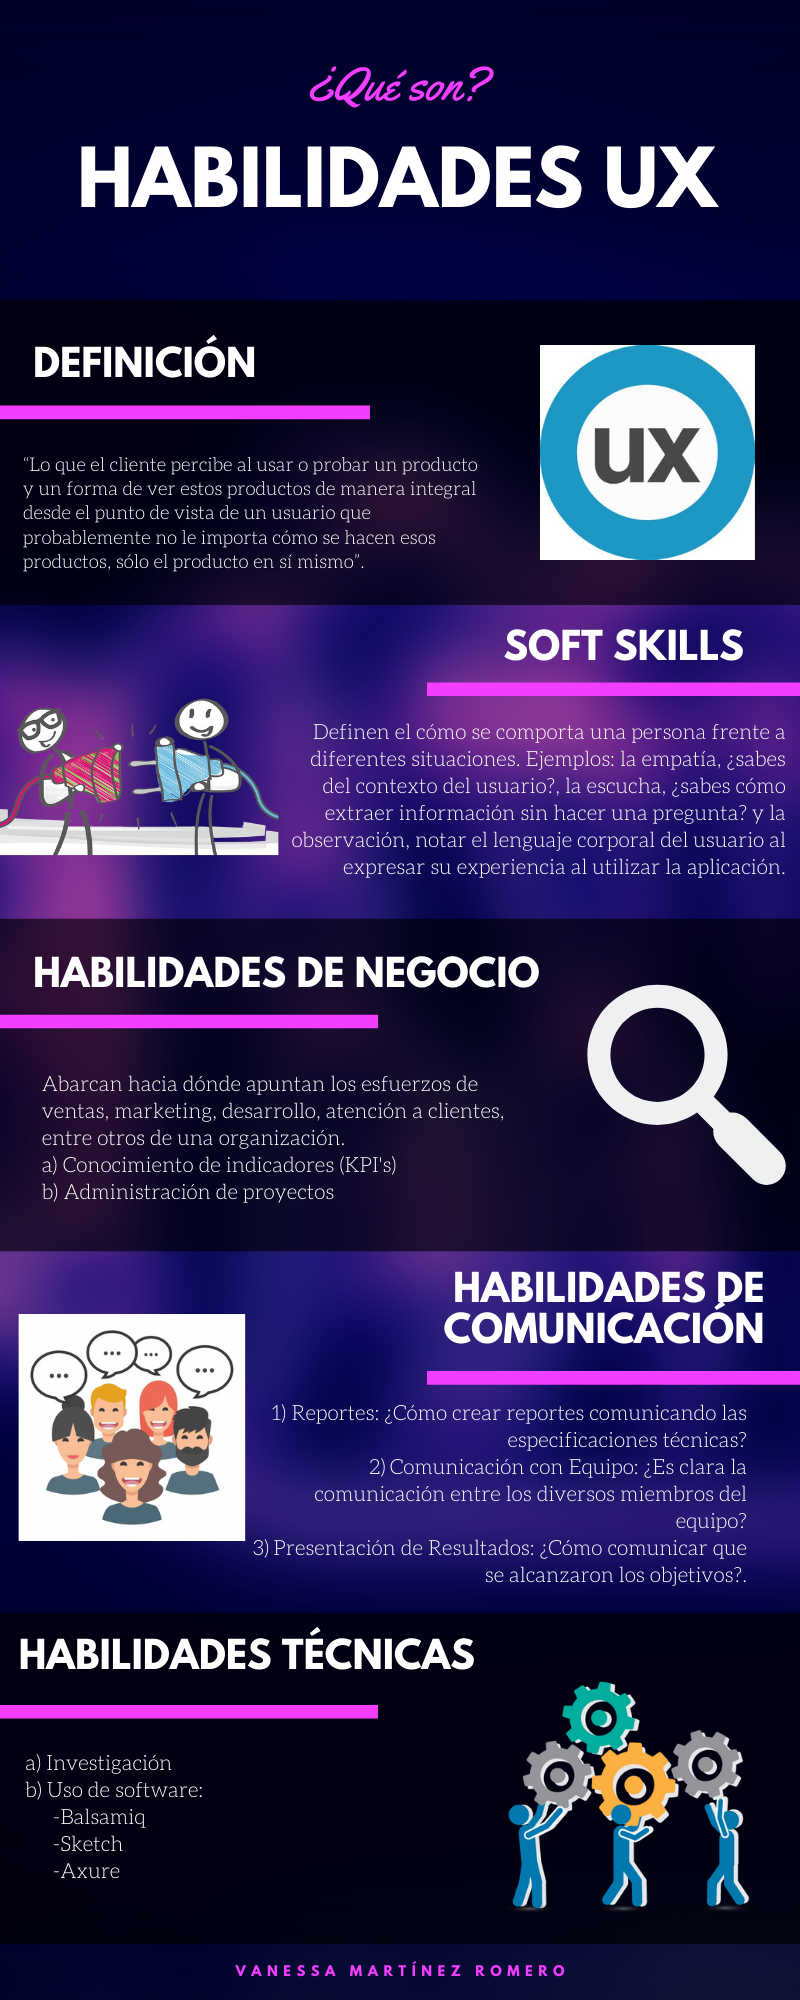 ¿Qué son?
HABILIDADES UX
DEFINICIÓN
ux
“Lo que el cliente percibe al usar o probar un producto
y un forma de ver estos productos de manera integral
desde el punto de vista de un usuario que
probablemente no le importa cómo se hacen esos
productos, sólo el producto en sí mismo”.
SOFT SKILLS
Definen el cómo se comporta una persona frente a
diferentes situaciones. Ejemplos: la empatía, ¿sabes
del contexto del usuario?, la escucha, ¿sabes cómo
extraer información sin hacer una pregunta? y la
observación, notar el lenguaje corporal del usuario al
expresar su experiencia al utilizar la aplicación.
HABILIDADES DE NEGOCIO
Abarcan hacia dónde apuntan los esfuerzos de
ventas, marketing, desarrollo, atención a clientes,
entre otros de una organización.
a) Conocimiento de indicadores (KPI's)
b) Administración de proyectos
HABILIDADES DE
COMUNICACIÓN
1) Reportes: ¿Cómo crear reportes comunicando las
especificaciones técnicas?
2) Comunicación con Equipo: ¿Es clara la
comunicación entre los diversos miembros del
equipo?
3) Presentación de Resultados: ¿Cómo comunicar que
se alcanzaron los objetivos?.
HABILIDADES TÉCNICAS
a) Investigación
b) Uso de software:
-Balsamiq
-Sketch
-Axure
VANESSA MARTÍNEZ ROMERO